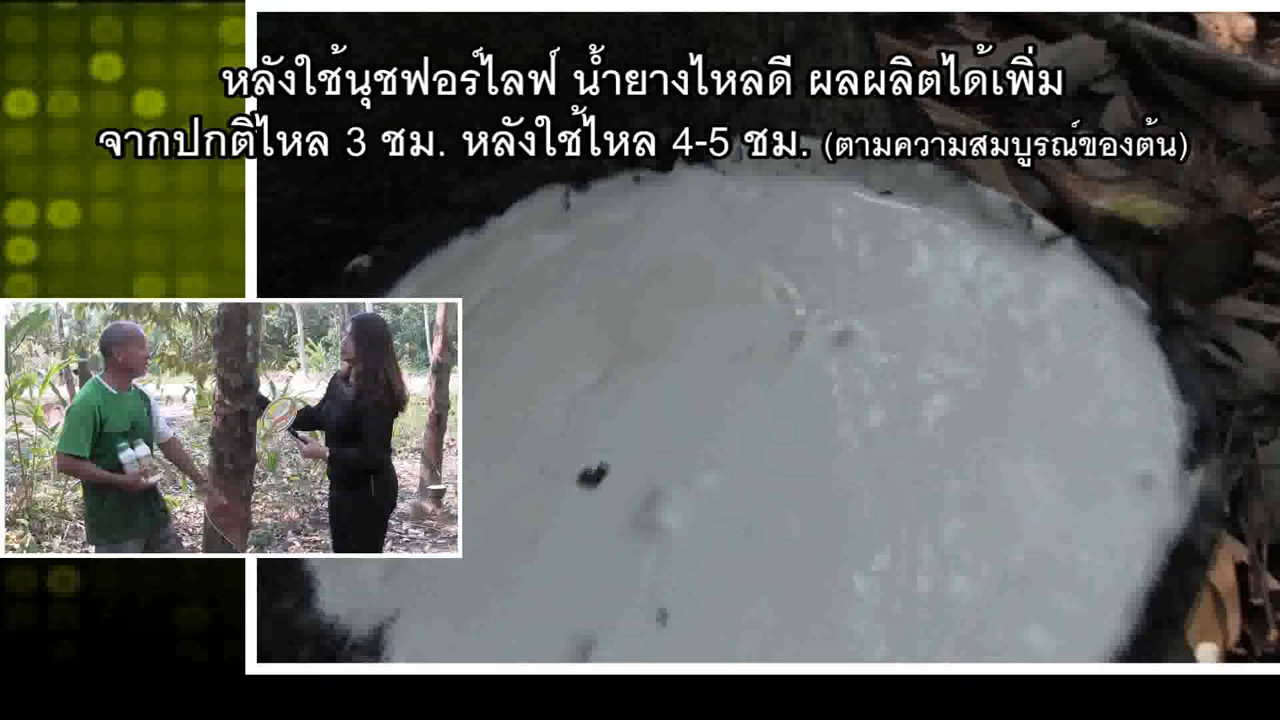 หลังใช้นุชฟอร์ไลฟ์ น้ำยางไหลดี ผลผลิตได้เพิ่ม
จากปกติไหล 3 ชม. หลังใช้ไหล 4-5 ชม. (ตามความสมบูรณ์ของต้น)